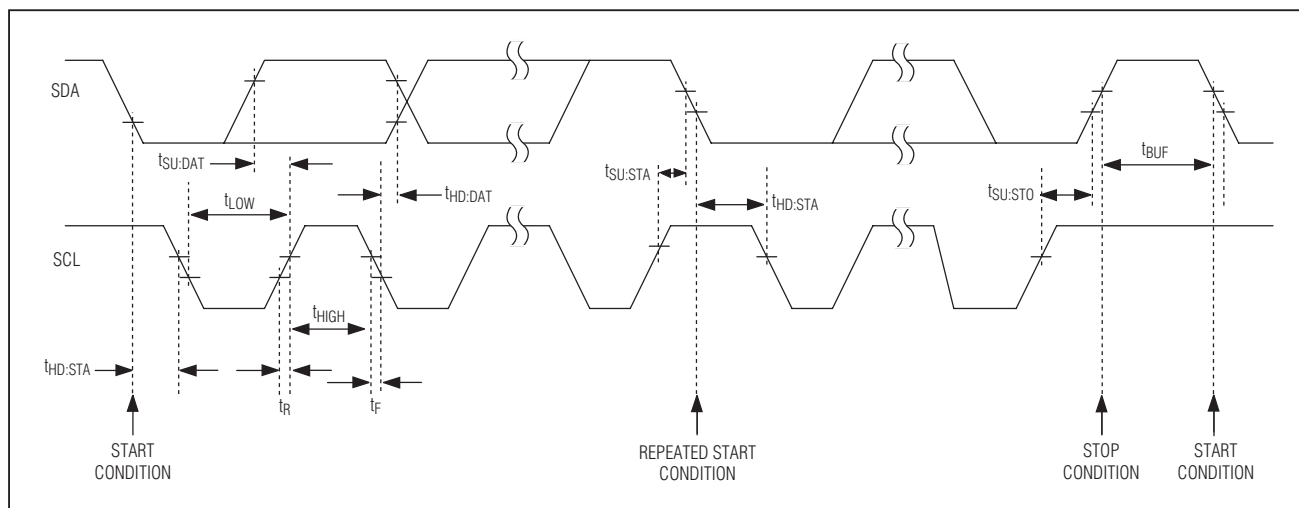 SDA
tSU:DAT
tHD:DAT
tLOW
tSU:STA
tHD:STA
tSU:STO
tBUF
SCL
tHIGH
tHD:STA
tR
tF
START
CONDITION
REPEATED START
CONDITION
STOP
CONDITION
START
CONDITION